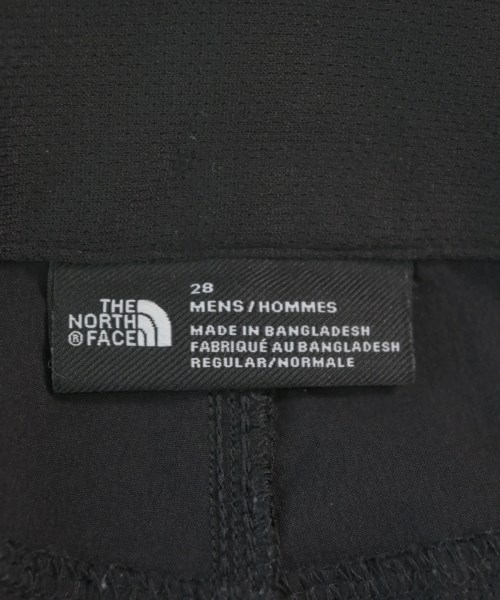 THE
NORTH
®FACE
28
MENS/HOMMES
MADE IN BANGLADESH
FABRIQUÉ AU BANGLADESH
REGULAR/NORMALE